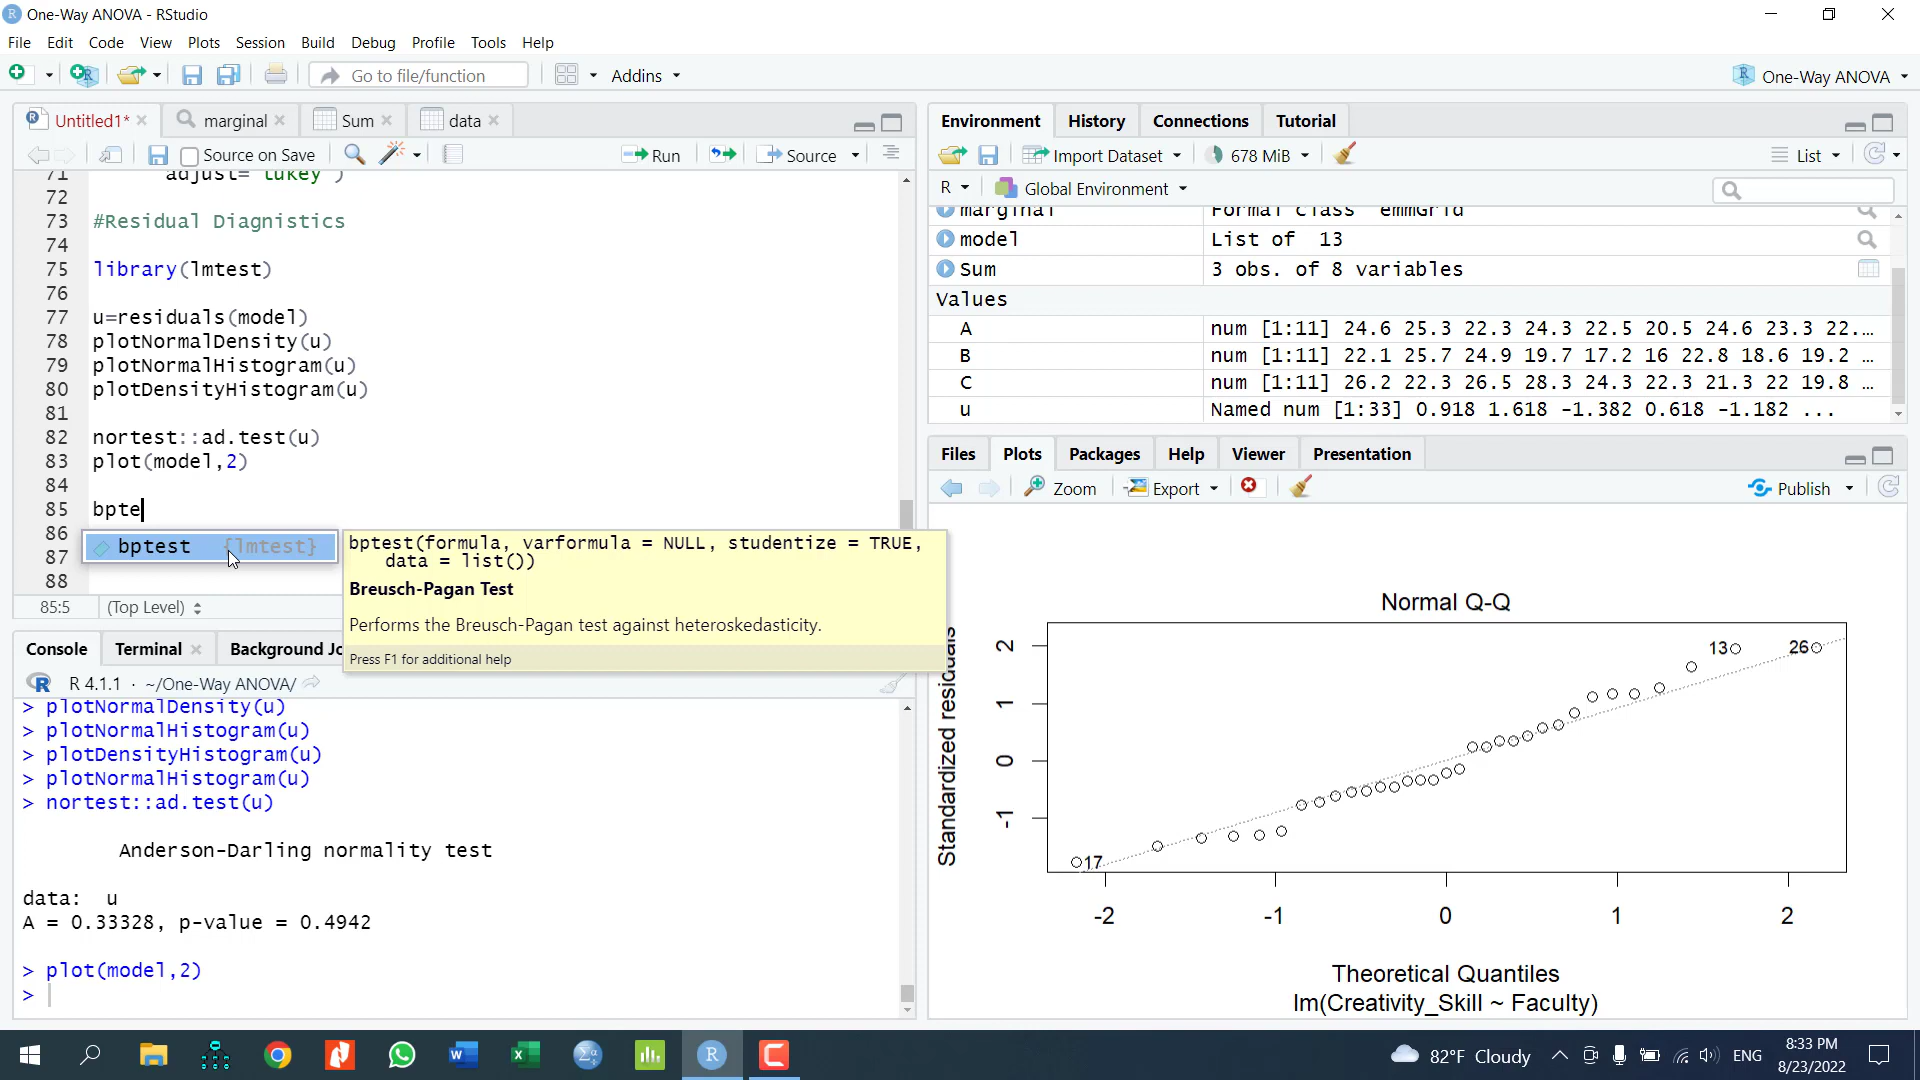 One-Way ANOVA - RStudio
File Edit Code View Plots Session Build Debug Profile Tools Help
Go to file/function
Addins
One-Way ANOVA
Untitled1*
marginal
Sum
data
Source on Save
Run
Source
71 adjust="tukey")
72
73 #Residual Diagnistics
74
75 library(lmtest)
76
77 u=residuals(model)
78 plotNormalDensity(u)
79 plotNormalHistogram(u)
80 plotDensityHistogram(u)
81
82 nortest::ad.test(u)
83 plot(model,2)
84
85 bpte
86
87
88
bptest {lmtest}
bptest(formula, varformula = NULL, studentize = TRUE,
data = list())
Breusch-Pagan Test
Performs the Breusch-Pagan test against heteroskedasticity.
Press F1 for additional help
85:5 (Top Level)
Console Terminal Background Jo
R 4.1.1 · ~/One-Way ANOVA/
> plotNormalDensity(u)
> plotNormalHistogram(u)
> plotDensityHistogram(u)
> plotNormalHistogram(u)
> nortest::ad.test(u)
Anderson-Darling normality test
data: u
A = 0.33328, p-value = 0.4942
> plot(model,2)
>
Environment History Connections Tutorial
Import Dataset 678 MiB List
R Global Environment
marginal Formal class emmGrid
model List of 13
Sum 3 obs. of 8 variables
Values
A num [1:11] 24.6 25.3 22.3 24.3 22.5 20.5 24.6 23.3 22.…
B num [1:11] 22.1 25.7 24.9 19.7 17.2 16 22.8 18.6 19.2 …
C num [1:11] 26.2 22.3 26.5 28.3 24.3 22.3 21.3 22 19.8 …
u Named num [1:33] 0.918 1.618 -1.382 0.618 -1.182 ...
Files Plots Packages Help Viewer Presentation
Zoom Export Publish
Normal Q-Q
Standardized residuals
2
1
0
-1
13
26
17
-2 -1 0 1 2
Theoretical Quantiles
lm(Creativity_Skill ~ Faculty)
82°F Cloudy
ENG
8:33 PM
8/23/2022